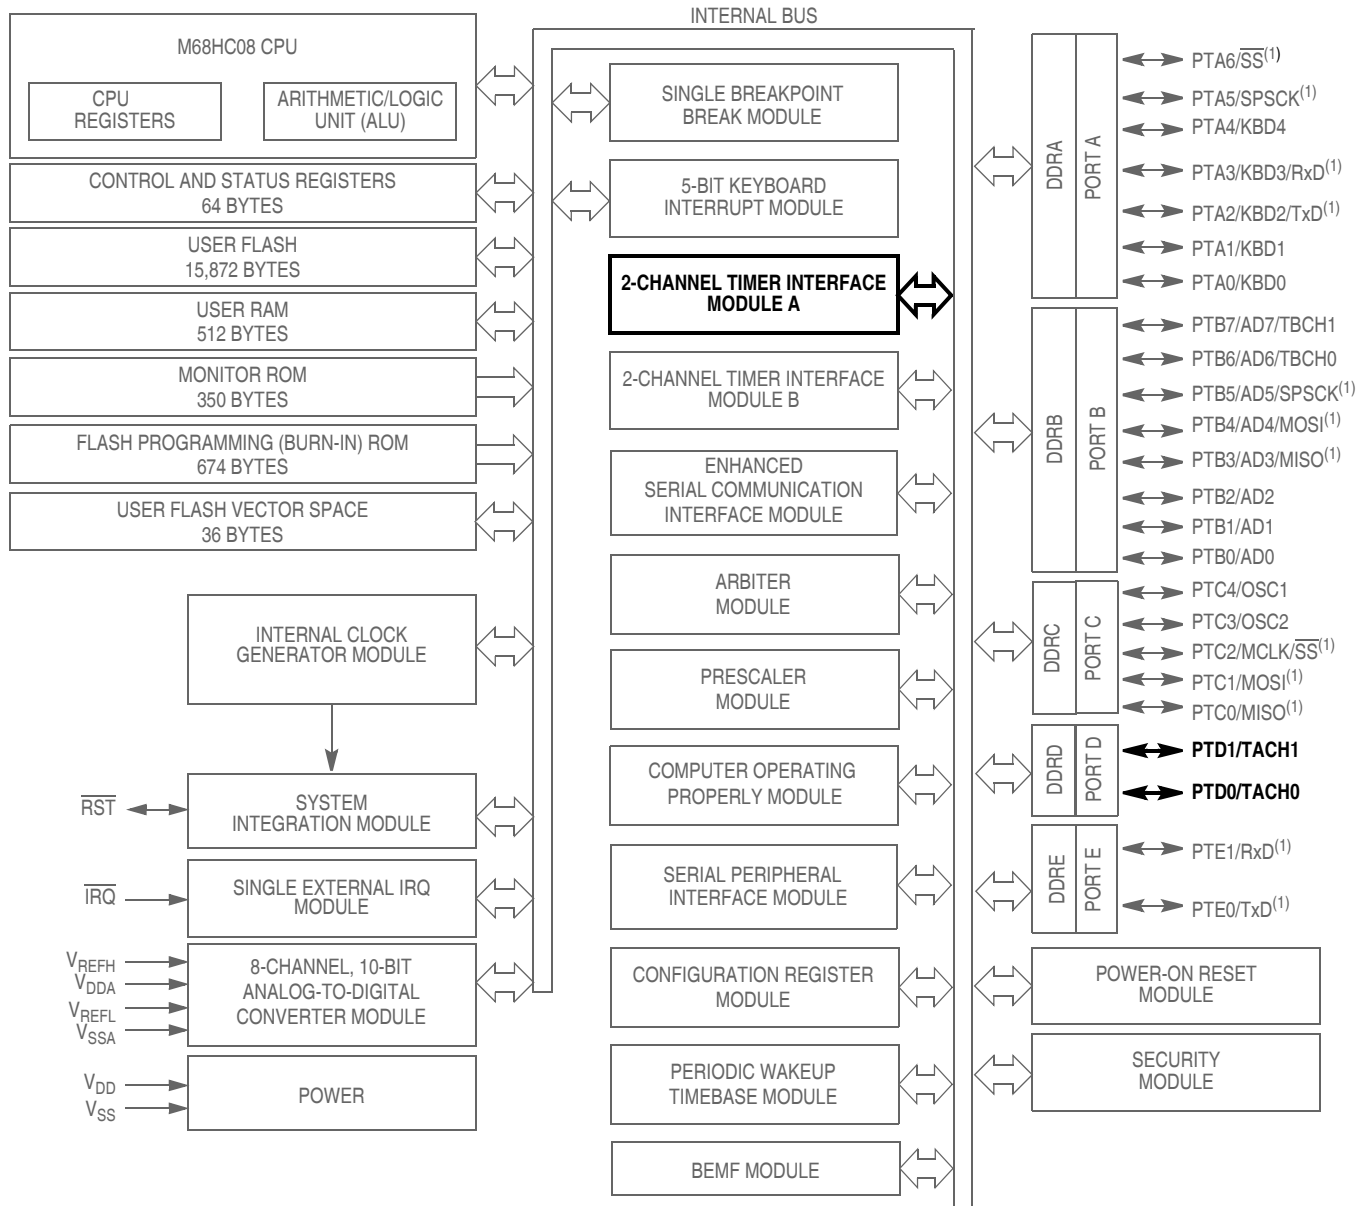 INTERNAL BUS
M68HC08 CPU
CPU
REGISTERS
ARITHMETIC/LOGIC
UNIT (ALU)
CONTROL AND STATUS REGISTERS
64 BYTES
USER FLASH
15,872 BYTES
USER RAM
512 BYTES
MONITOR ROM
350 BYTES
FLASH PROGRAMMING (BURN-IN) ROM
674 BYTES
USER FLASH VECTOR SPACE
36 BYTES
INTERNAL CLOCK
GENERATOR MODULE
RST
SYSTEM
INTEGRATION MODULE
IRQ
SINGLE EXTERNAL IRQ
MODULE
VREFH
VDDA
VREFL
VSSA
8-CHANNEL, 10-BIT
ANALOG-TO-DIGITAL
CONVERTER MODULE
VDD
VSS
POWER
SINGLE BREAKPOINT
BREAK MODULE
5-BIT KEYBOARD
INTERRUPT MODULE
2-CHANNEL TIMER INTERFACE
MODULE A
2-CHANNEL TIMER INTERFACE
MODULE B
ENHANCED
SERIAL COMMUNICATION
INTERFACE MODULE
ARBITER
MODULE
PRESCALER
MODULE
COMPUTER OPERATING
PROPERLY MODULE
SERIAL PERIPHERAL
INTERFACE MODULE
CONFIGURATION REGISTER
MODULE
PERIODIC WAKEUP
TIMEBASE MODULE
BEMF MODULE
DDRA
PORT A
PTA6/SS(1)
PTA5/SPSCK(1)
PTA4/KBD4
PTA3/KBD3/RxD(1)
PTA2/KBD2/TxD(1)
PTA1/KBD1
PTA0/KBD0
DDRB
PORT B
PTB7/AD7/TBCH1
PTB6/AD6/TBCH0
PTB5/AD5/SPSCK(1)
PTB4/AD4/MOSI(1)
PTB3/AD3/MISO(1)
PTB2/AD2
PTB1/AD1
PTB0/AD0
DDRC
PORT C
PTC4/OSC1
PTC3/OSC2
PTC2/MCLK/SS(1)
PTC1/MOSI(1)
PTC0/MISO(1)
DDRD
PORT D
PTD1/TACH1
PTD0/TACH0
DDRE
PORT E
PTE1/RxD(1)
PTE0/TxD(1)
POWER-ON RESET
MODULE
SECURITY
MODULE